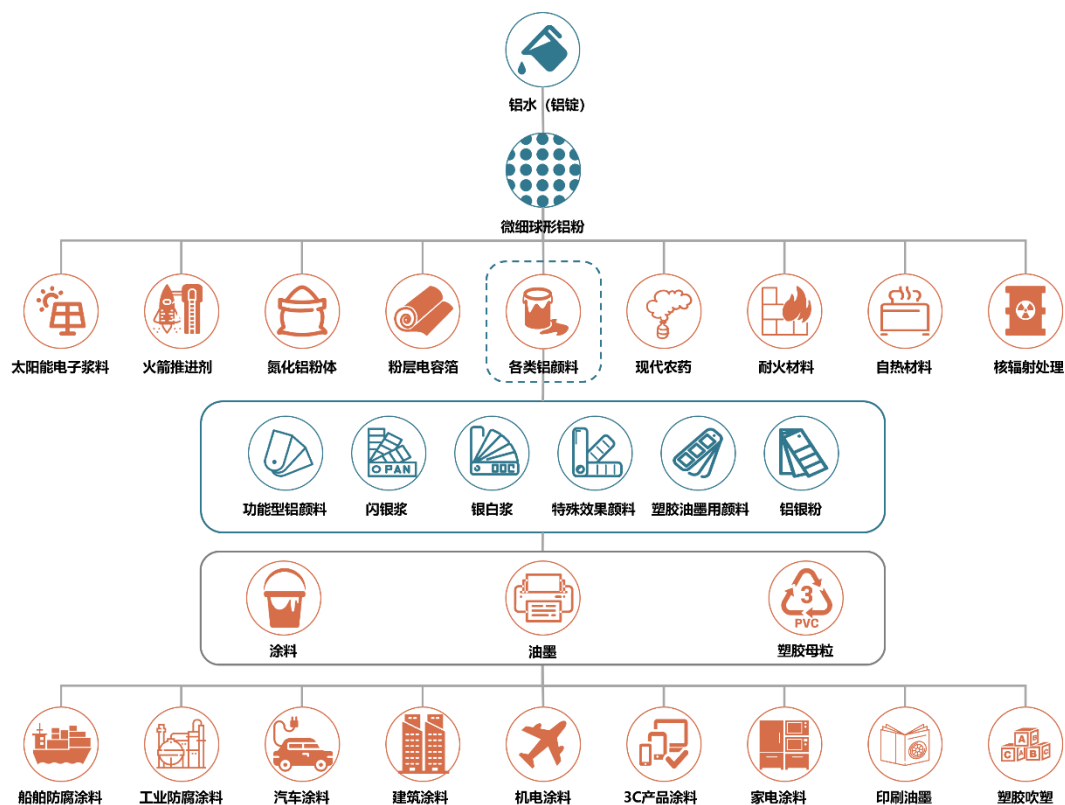 铝水（铝锭）
微细球形铝粉
太阳能电子浆料
火箭推进剂
氮化铝粉体
粉层电容箔
各类铝颜料
现代农药
耐火材料
自热材料
核辐射处理
PAN
功能型铝颜料
闪银浆
银白浆
特殊效果颜料
塑胶油墨用颜料
铝银粉
3
PVC
涂料
油墨
塑胶母粒
A
C A B C
船舶防腐涂料
工业防腐涂料
汽车涂料
建筑涂料
机电涂料
3C产品涂料
家电涂料
印刷油墨
塑胶吹塑